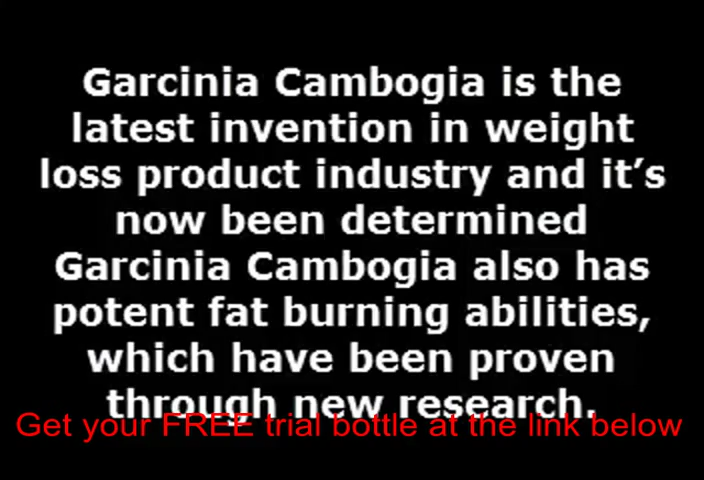 Garcinia Cambogia is the
latest invention in weight
loss product industry and it’s
now been determined
Garcinia Cambogia also has
potent fat burning abilities,
which have been proven
through new research.
Get your FREE trial bottle at the link below